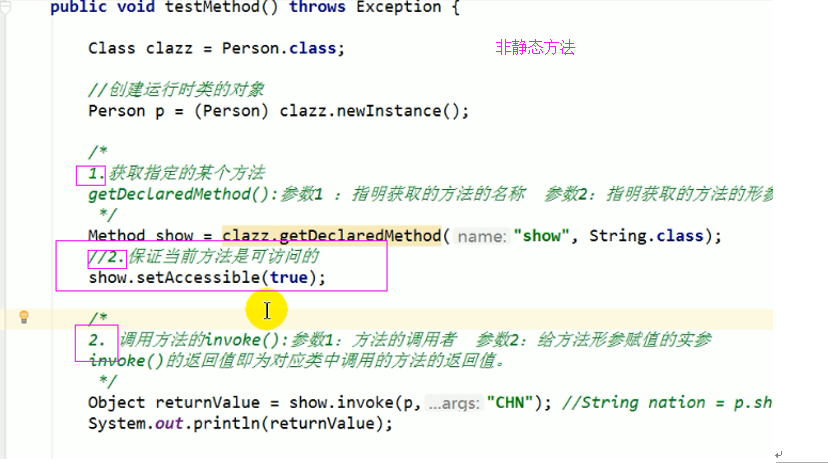 public void testMethod() throws Exception {
Class clazz = Person.class;
非静态方法
//创建运行时类的对象
Person p = (Person) clazz.newInstance();
/*
1.获取指定的某个方法
getDeclaredMethod():参数1 ：指明获取的方法的名称 参数2：指明获取的方法的形参
*/
Method show = clazz.getDeclaredMethod( name: "show", String.class);
//2.保证当前方法是可访问的
show.setAccessible(true);
/*
2. 调用方法的invoke():参数1：方法的调用者 参数2：给方法形参赋值的实参
invoke()的返回值即为对应类中调用的方法的返回值。
*/
Object returnValue = show.invoke(p, ...args: "CHN"); //String nation = p.sh
System.out.println(returnValue);